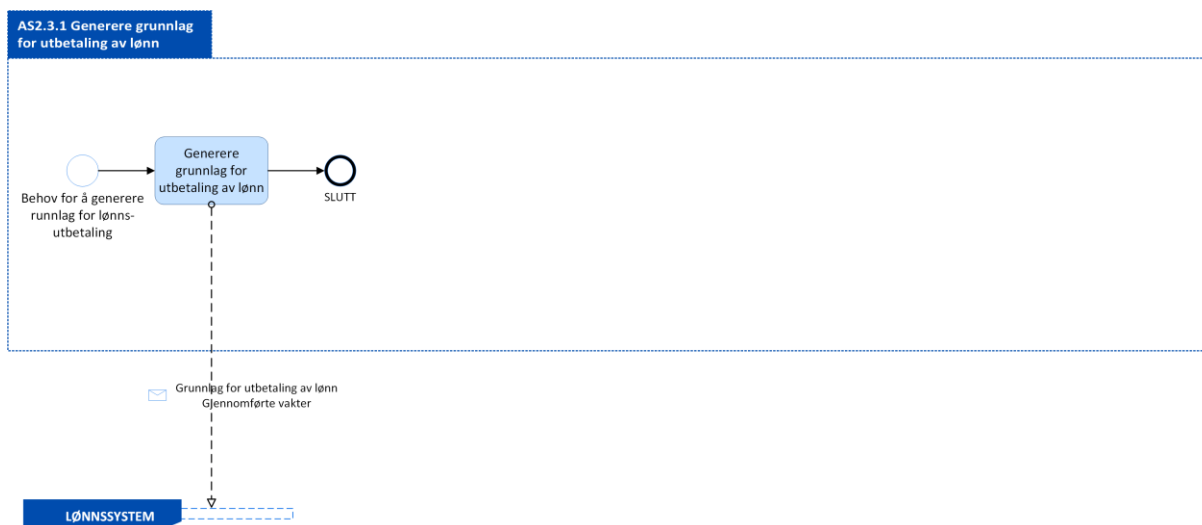 AS2.3.1 Generere grunnlag
for utbetaling av lønn
Generere
grunnlag for
utbetaling av lønn
Behov for å generere
runnlag for lønns-
utbetaling
SLUTT
Grunnlag for utbetaling av lønn
Gjennomførte vakter
LØNNSSYSTEM